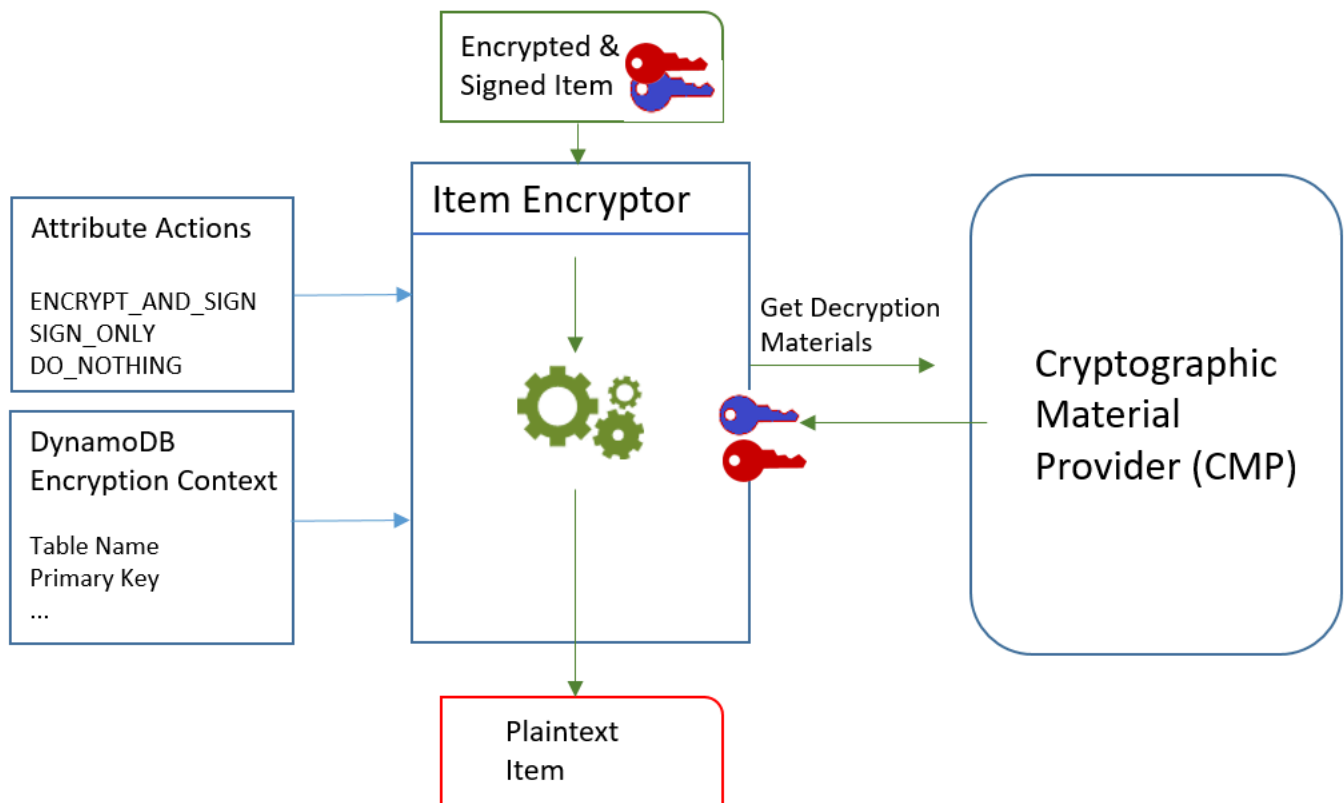 Encrypted &
Signed Item
Item Encryptor
Attribute Actions
ENCRYPT_AND_SIGN
SIGN_ONLY
DO_NOTHING
DynamoDB
Encryption Context
Table Name
Primary Key
...
Get Decryption
Materials
Cryptographic
Material
Provider (CMP)
Plaintext
Item